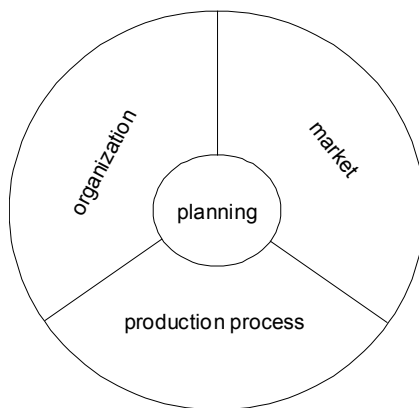 organization
market
planning
production process